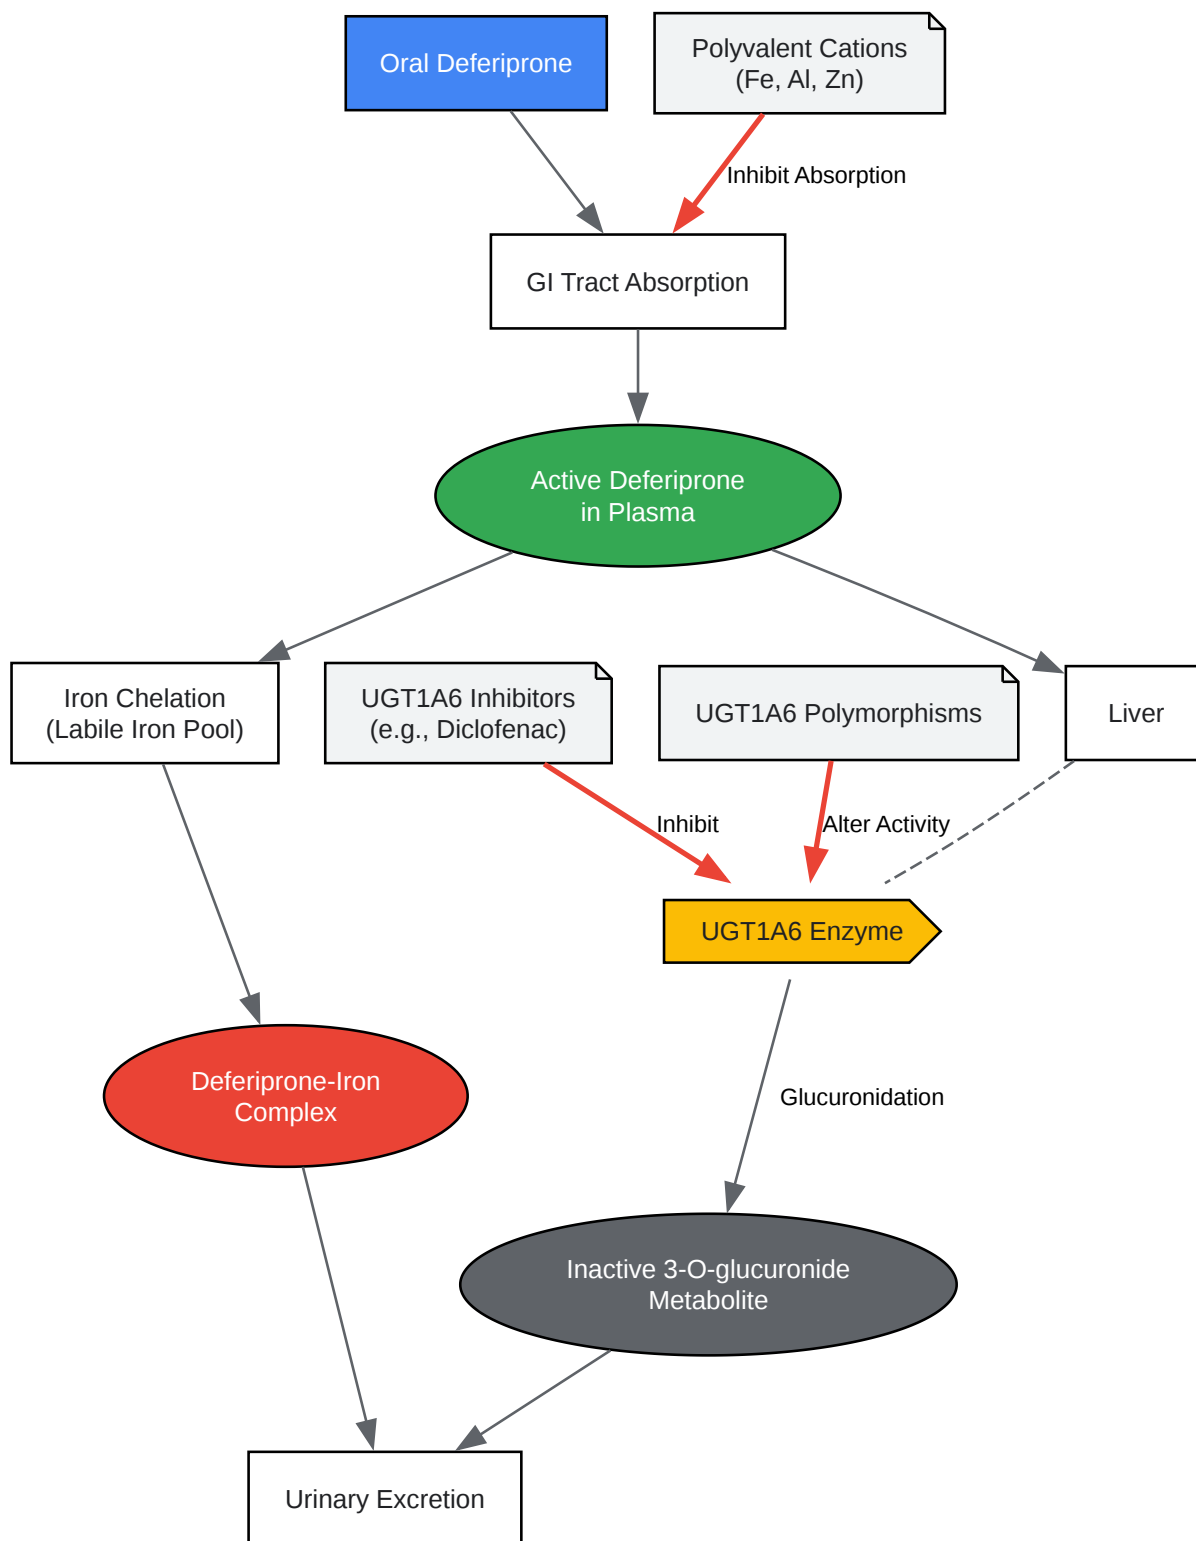 Oral Deferiprone
Polyvalent Cations
(Fe, Al, Zn)
Inhibit Absorption
GI Tract Absorption
Active Deferiprone
in Plasma
Iron Chelation
(Labile Iron Pool)
UGT1A6 Inhibitors
(e.g., Diclofenac)
UGT1A6 Polymorphisms
Liver
Inhibit
Alter Activity
UGT1A6 Enzyme
Deferiprone-Iron
Complex
Glucuronidation
Inactive 3-O-glucuronide
Metabolite
Urinary Excretion